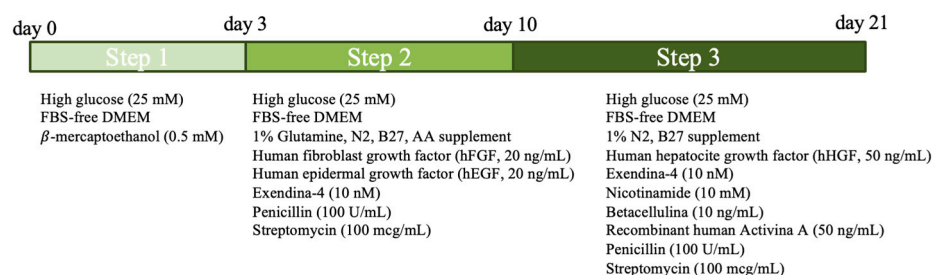 day 0
day 3
day 10
day 21
Step 1
Step 2
Step 3
High glucose (25 mM)
FBS-free DMEM
β-mercaptoethanol (0.5 mM)
High glucose (25 mM)
FBS-free DMEM
1% Glutamine, N2, B27, AA supplement
Human fibroblast growth factor (hFGF, 20 ng/mL)
Human epidermal growth factor (hEGF, 20 ng/mL)
Exendina-4 (10 nM)
Penicillin (100 U/mL)
Streptomycin (100 mcg/mL)
High glucose (25 mM)
FBS-free DMEM
1% N2, B27 supplement
Human hepatocite growth factor (hHGF, 50 ng/mL)
Exendina-4 (10 nM)
Nicotinamide (10 mM)
Betacellulina (10 ng/mL)
Recombinant human Activina A (50 ng/mL)
Penicillin (100 U/mL)
Streptomycin (100 mcg/mL)